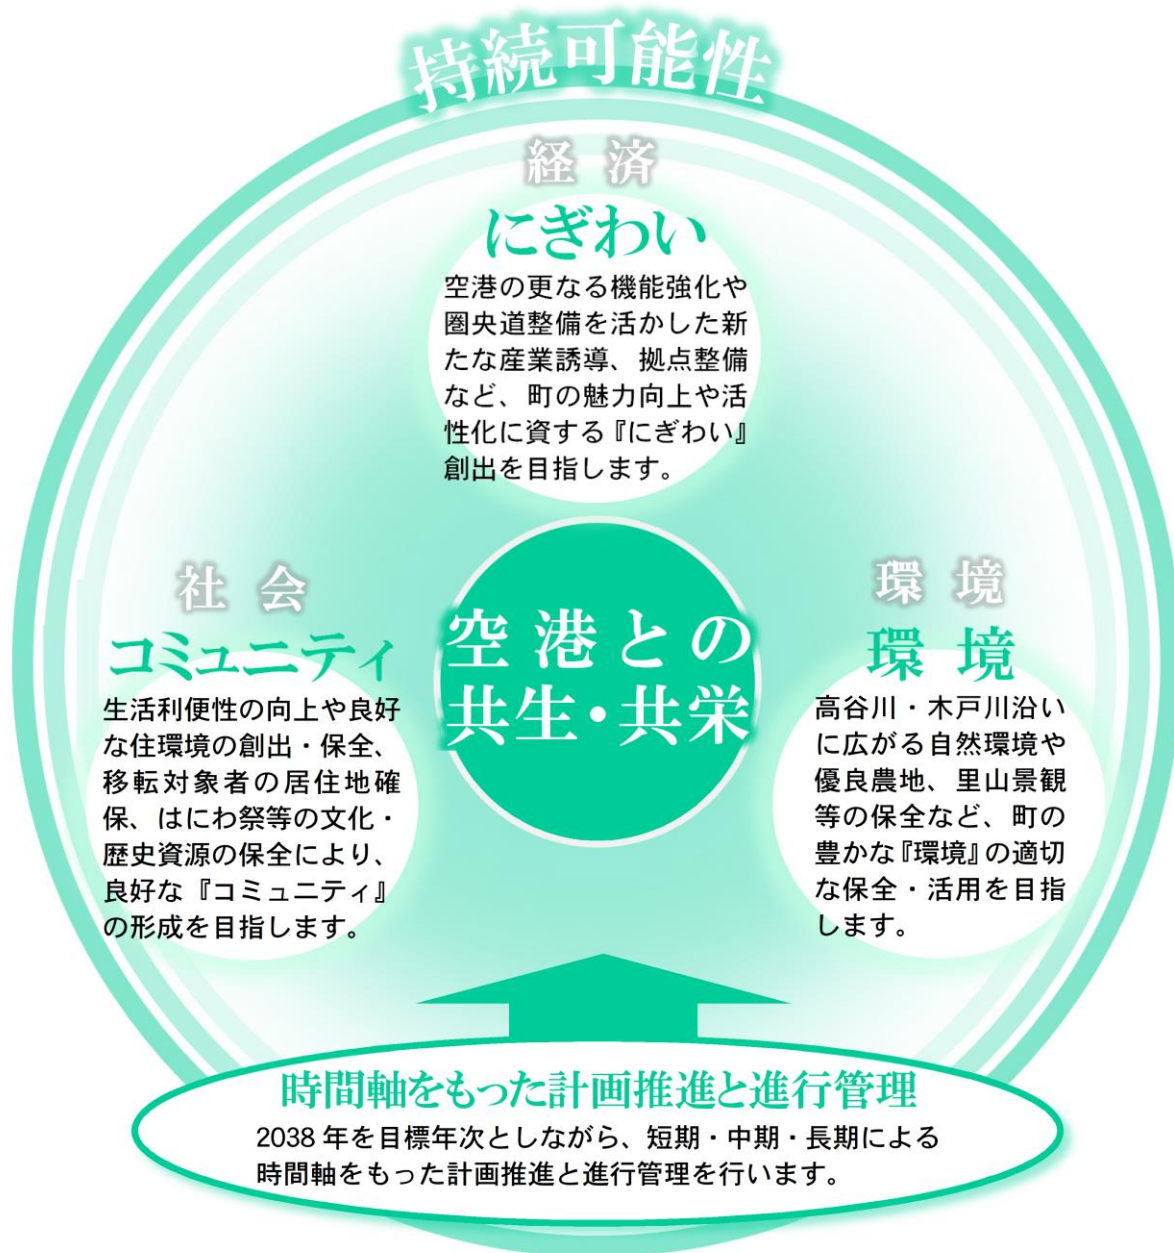 持続可能性
経済
にぎわい
空港の更なる機能強化や
圏央道整備を活かした新
たな産業誘導、拠点整備
など、町の魅力向上や活
性化に資する『にぎわい』
創出を目指します。
社会
コミュニティ
生活利便性の向上や良好
な住環境の創出・保全、
移転対象者の居住地確
保、はにわ祭等の文化・
歴史資源の保全により、
良好な『コミュニティ』
の形成を目指します。
空港との
共生・共栄
環境
環境
高谷川・木戸川沿い
に広がる自然環境や
優良農地、里山景観
等の保全など、町の
豊かな『環境』の適切
な保全・活用を目指
します。
時間軸をもった計画推進と進行管理
2038年を目標年次としながら、短期・中期・長期による
時間軸をもった計画推進と進行管理を行います。